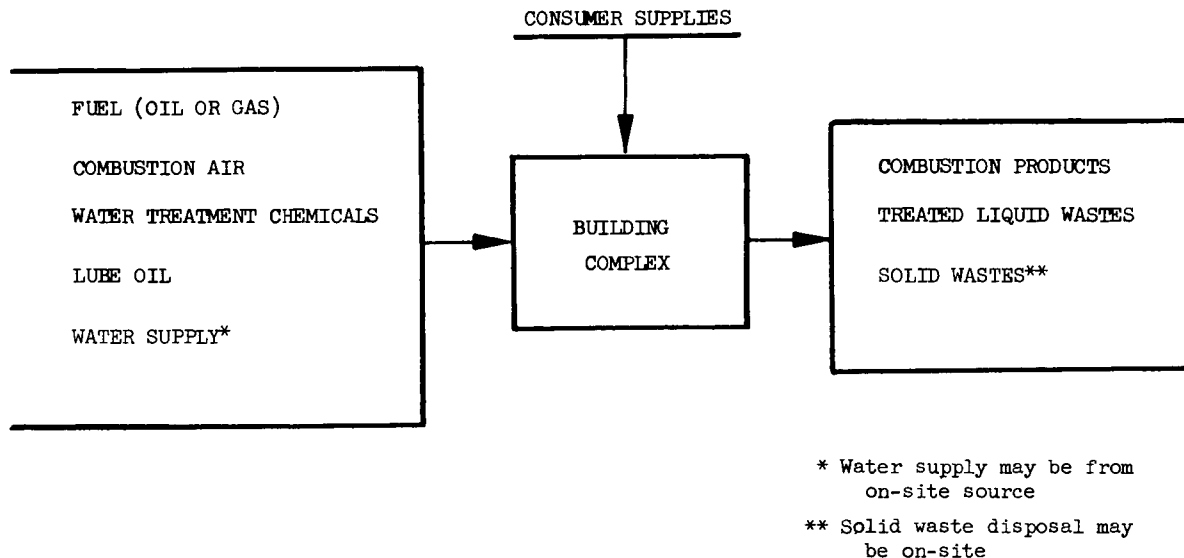 CONSUMER SUPPLIES
FUEL (OIL OR GAS)
COMBUSTION AIR
WATER TREATMENT CHEMICALS
LUBE OIL
WATER SUPPLY*
BUILDING
COMPLEX
COMBUSTION PRODUCTS
TREATED LIQUID WASTES
SOLID WASTES**
* Water supply may be from
on-site source
** Solid waste disposal may
be on-site